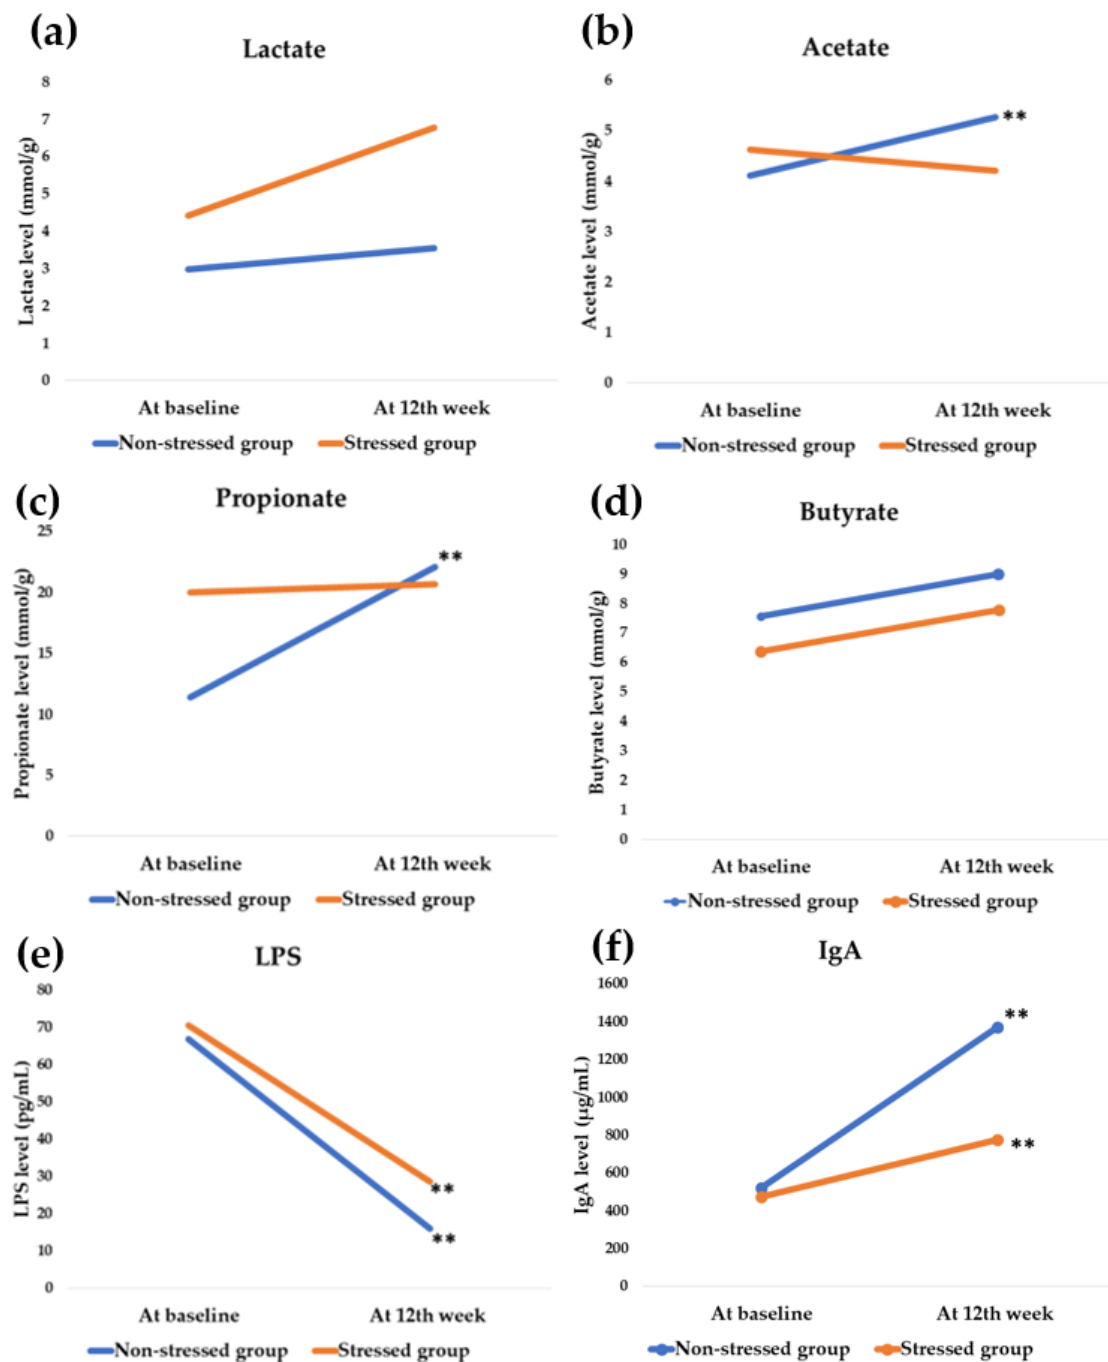 (a)
Lactate
Lactae level (mmol/g)
8
7
6
5
4
3
2
1
0
At baseline At 12th week
Non-stressed group Stressed group
(b)
Acetate
Acetate level (mmol/g)
6
5
4
3
2
1
0
**
At baseline At 12th week
Non-stressed group Stressed group
(c)
Propionate
Propionate level (mmol/g)
25
20
15
10
5
0
**
At baseline At 12th week
Non-stressed group Stressed group
(d)
Butyrate
Butyrate level (mmol/g)
10
9
8
7
6
5
4
3
2
1
0
At baseline At 12th week
Non-stressed group Stressed group
(e)
LPS
LPS level (pg/mL)
80
70
60
50
40
30
20
10
0
**
**
At baseline At 12th week
Non-stressed group Stressed group
(f)
IgA
IgA level (µg/mL)
1600
1400
1200
1000
800
600
400
200
0
**
**
At baseline At 12th week
Non-stressed group Stressed group